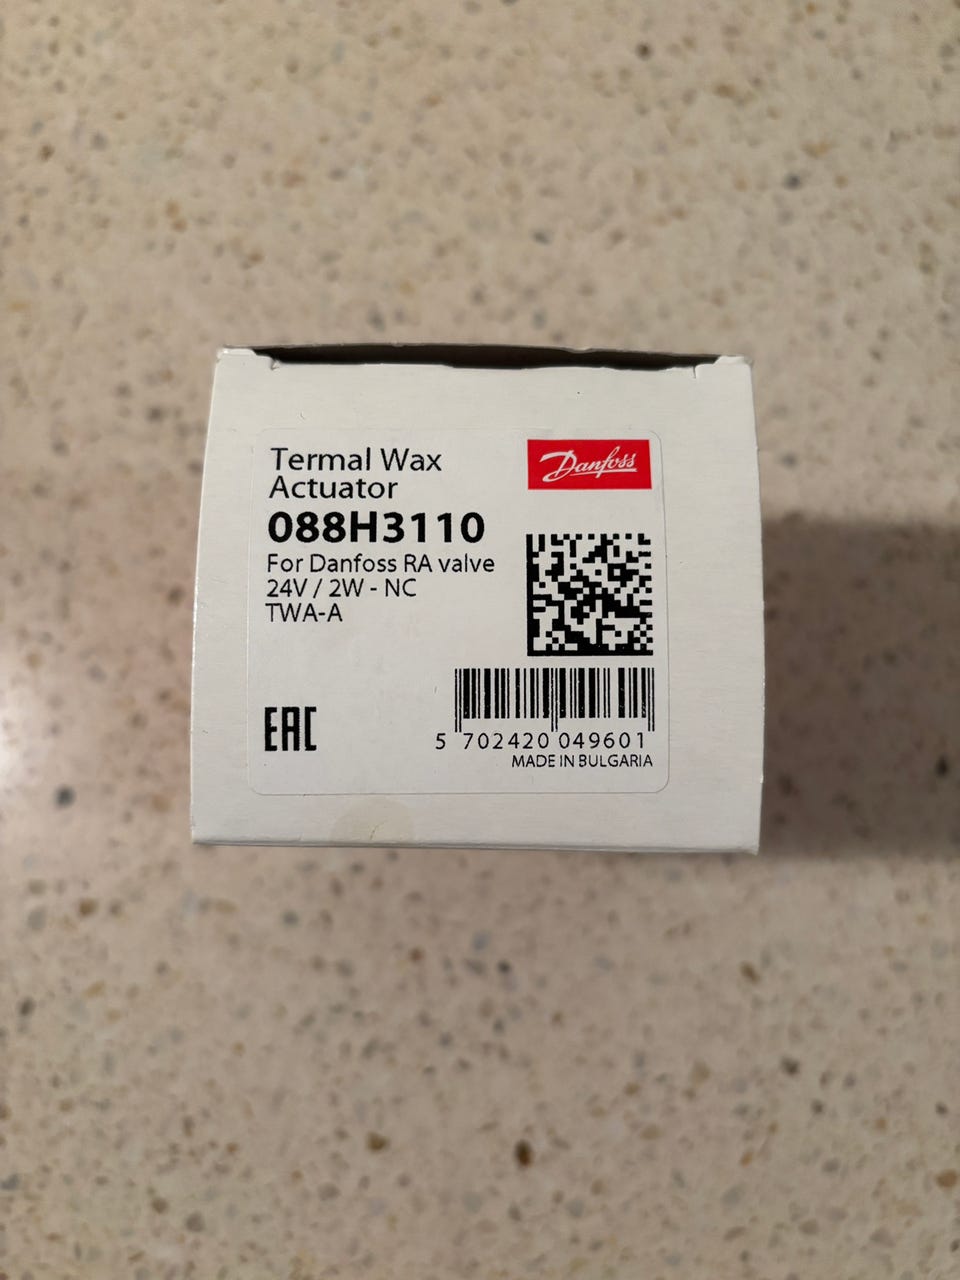 Termal Wax
Actuator
088H3110
For Danfoss RA valve
24V / 2W - NC
TWA-A
Danfoss
EAC
5 702420 049601
MADE IN BULGARIA